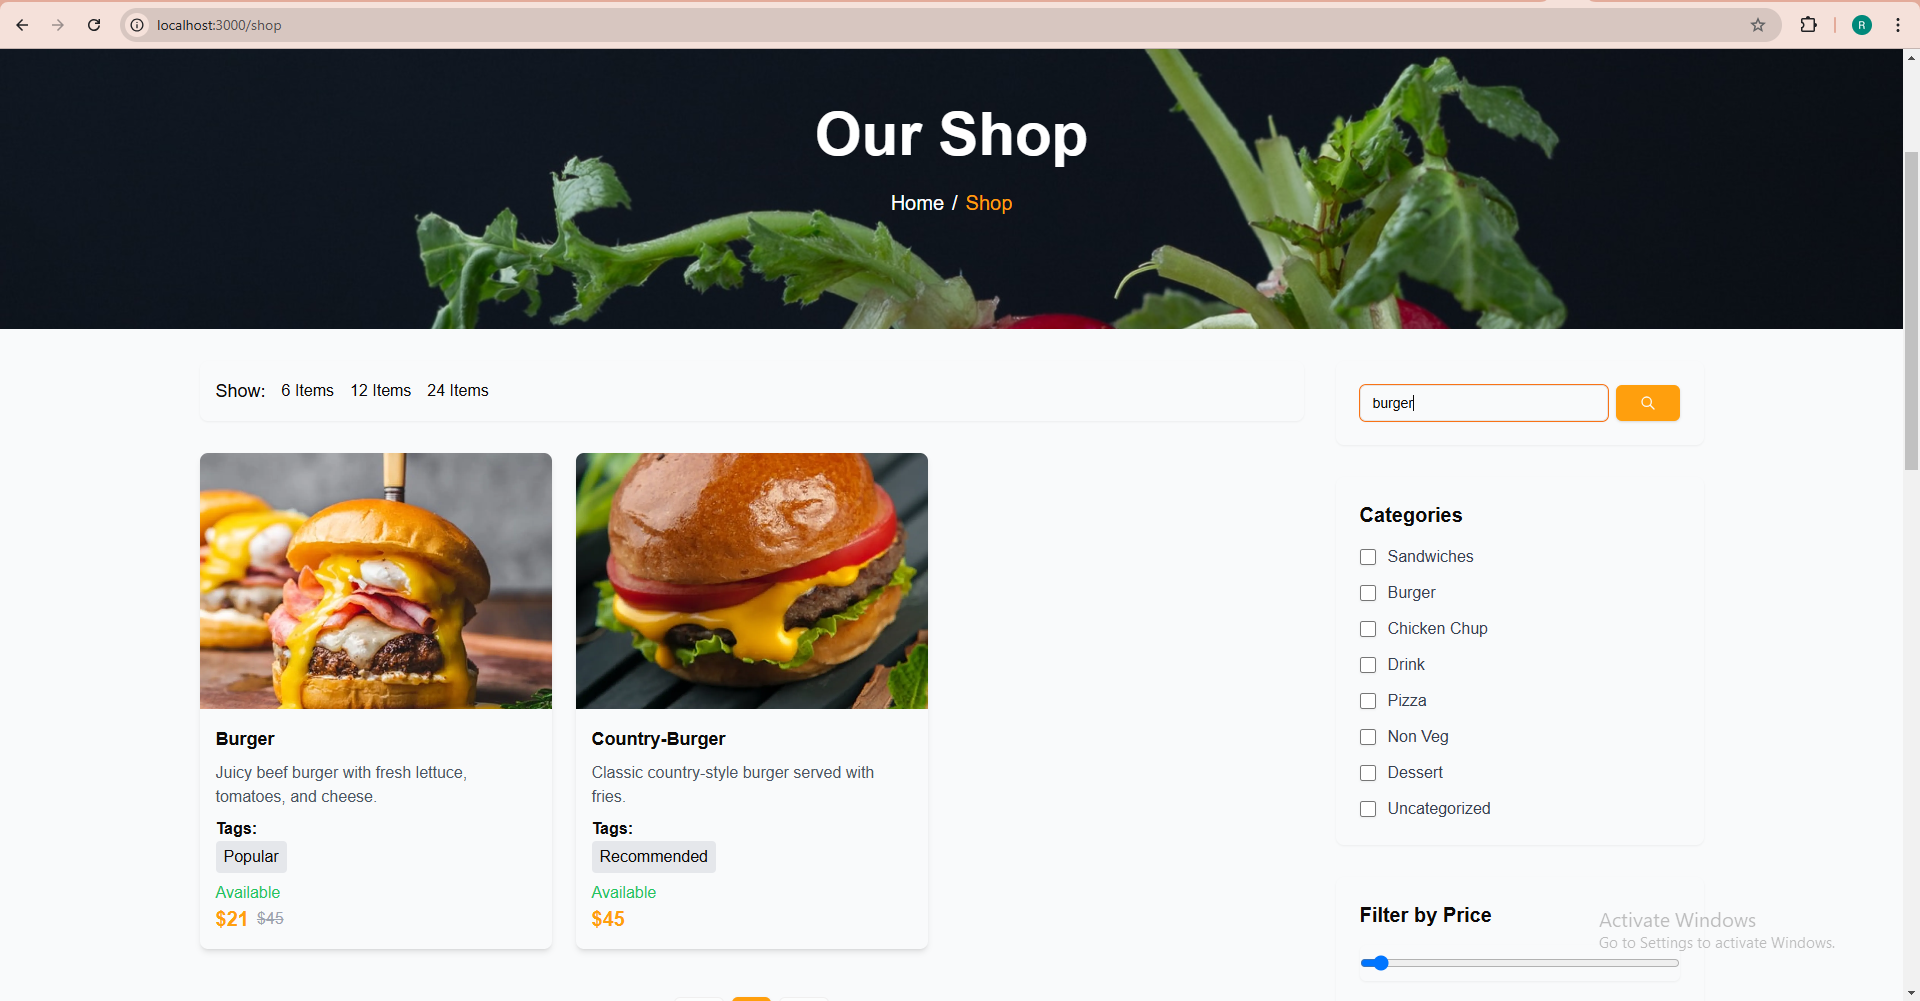 localhost:3000/shop
R
Our Shop
Home / Shop
Show: 6 Items 12 Items 24 Items
burger
Burger
Juicy beef burger with fresh lettuce,
tomatoes, and cheese.
Tags:
Popular
Available
$21 $45
Country-Burger
Classic country-style burger served with
fries.
Tags:
Recommended
Available
$45
Categories
Sandwiches
Burger
Chicken Chup
Drink
Pizza
Non Veg
Dessert
Uncategorized
Filter by Price
Activate Windows
Go to Settings to activate Windows.